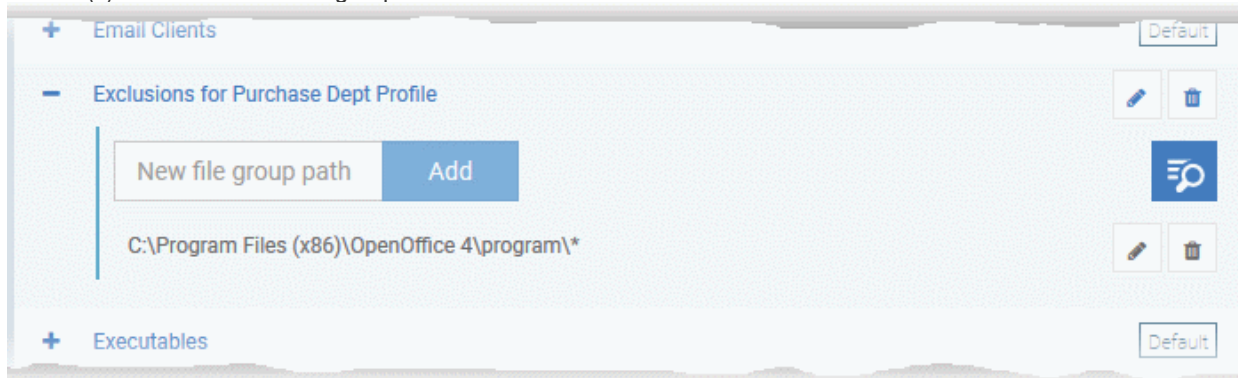 + Email Clients Default
− Exclusions for Purchase Dept Profile
New file group path Add
C:\Program Files (x86)\OpenOffice 4\program\*
+ Executables Default